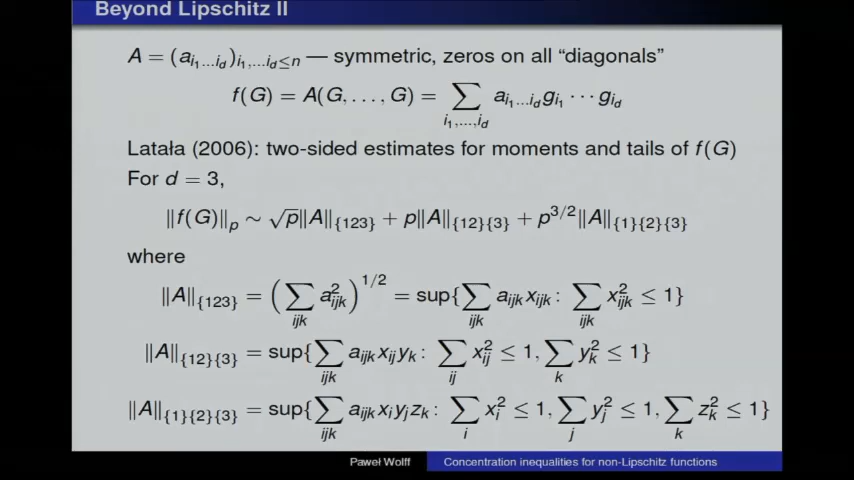 Beyond Lipschitz II
A = (a_{i_1...i_d})_{i_1,...i_d≤n} — symmetric, zeros on all “diagonals”
f(G) = A(G, . . . , G) = ∑_{i_1,...,i_d} a_{i_1...i_d} g_{i_1} · · · g_{i_d}
Latała (2006): two-sided estimates for moments and tails of f(G)
For d = 3,
‖f(G)‖_p ∼ √p‖A‖_{123} + p‖A‖_{12}{3} + p^{3/2}‖A‖_{1}{2}{3}
where
‖A‖_{123} = (∑_{ijk} a_{ijk}^2)^{1/2} = sup{∑_{ijk} a_{ijk} x_{ijk} : ∑_{ijk} x_{ijk}^2 ≤ 1}
‖A‖_{12}{3} = sup{∑_{ijk} a_{ijk} x_{ij} y_k : ∑_{ij} x_{ij}^2 ≤ 1, ∑_k y_k^2 ≤ 1}
‖A‖_{1}{2}{3} = sup{∑_{ijk} a_{ijk} x_i y_j z_k : ∑_i x_i^2 ≤ 1, ∑_j y_j^2 ≤ 1, ∑_k z_k^2 ≤ 1}
Paweł Wolff Concentration inequalities for non-Lipschitz functions